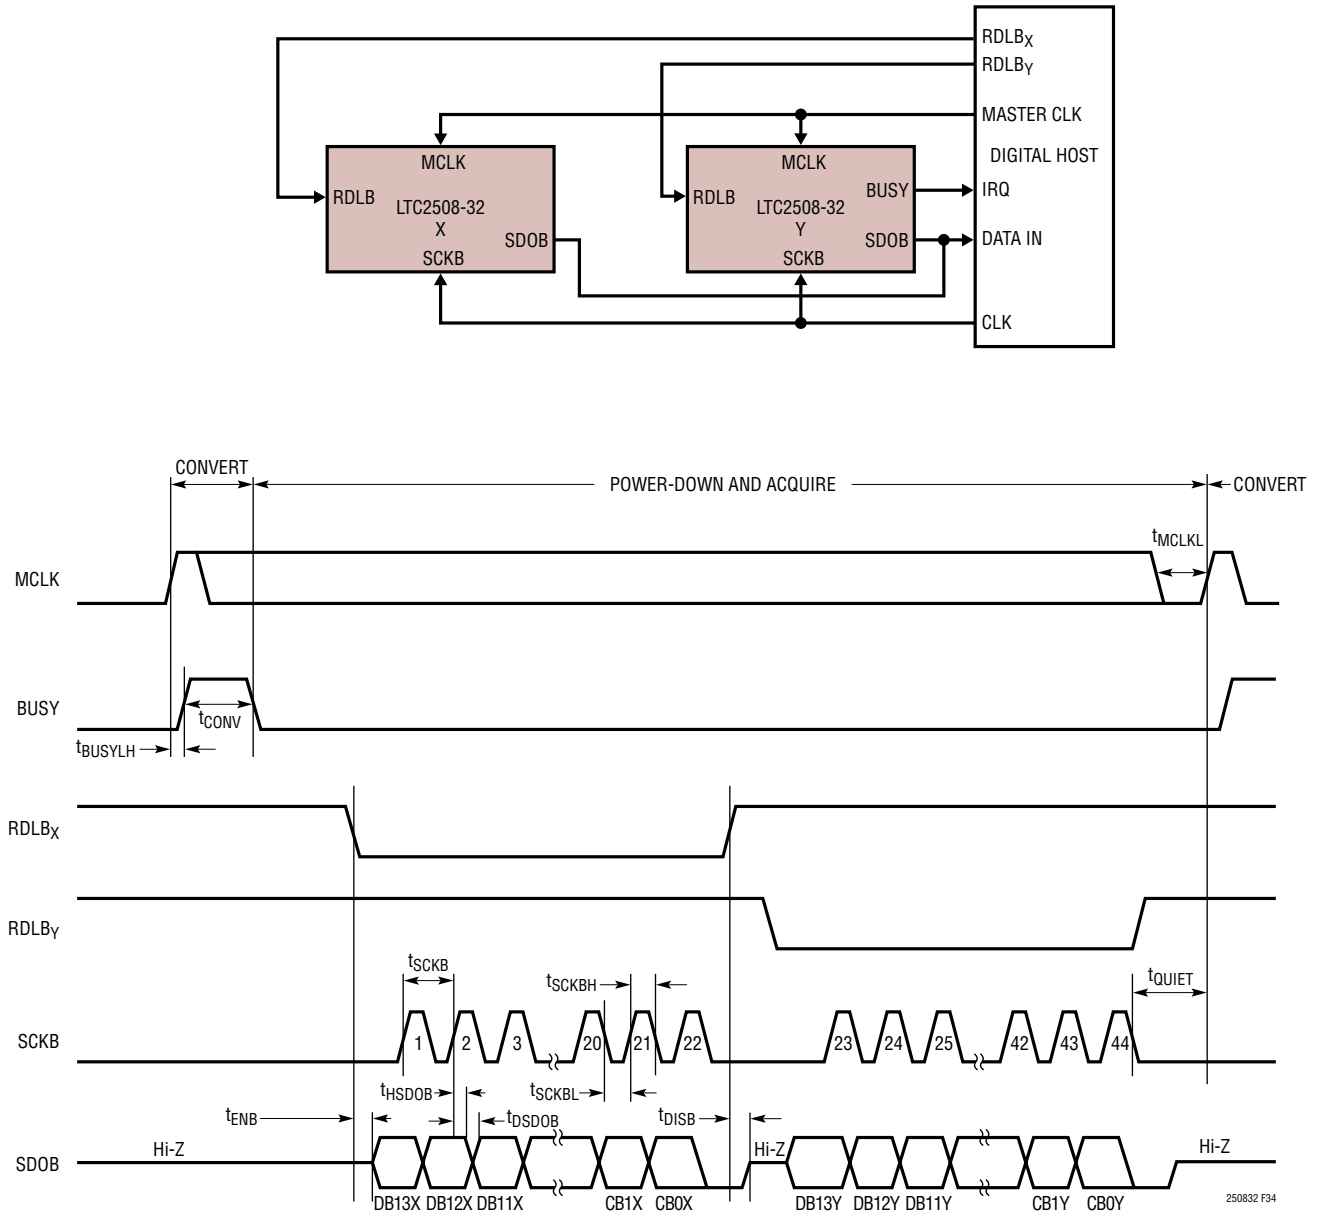 RDLBX
RDLBY
MASTER CLK
DIGITAL HOST
IRQ
DATA IN
CLK
MCLK
RDLB
LTC2508-32
X
SDOB
SCKB
MCLK
BUSY
RDLB
LTC2508-32
Y
SDOB
SCKB
CONVERT
POWER-DOWN AND ACQUIRE
CONVERT
tMCLKL
MCLK
BUSY
tCONV
tBUSYLH
RDLBX
RDLBY
tSCKB
tSCKBH
tQUIET
SCKB
1 2 3 20 21 22 23 24 25 42 43 44
tHSDOB
tSCKBL
tENB
tDSDOB
tDISB
SDOB
Hi-Z
Hi-Z
Hi-Z
DB13X DB12X DB11X CB1X CB0X DB13Y DB12Y DB11Y CB1Y CB0Y
250832 F34